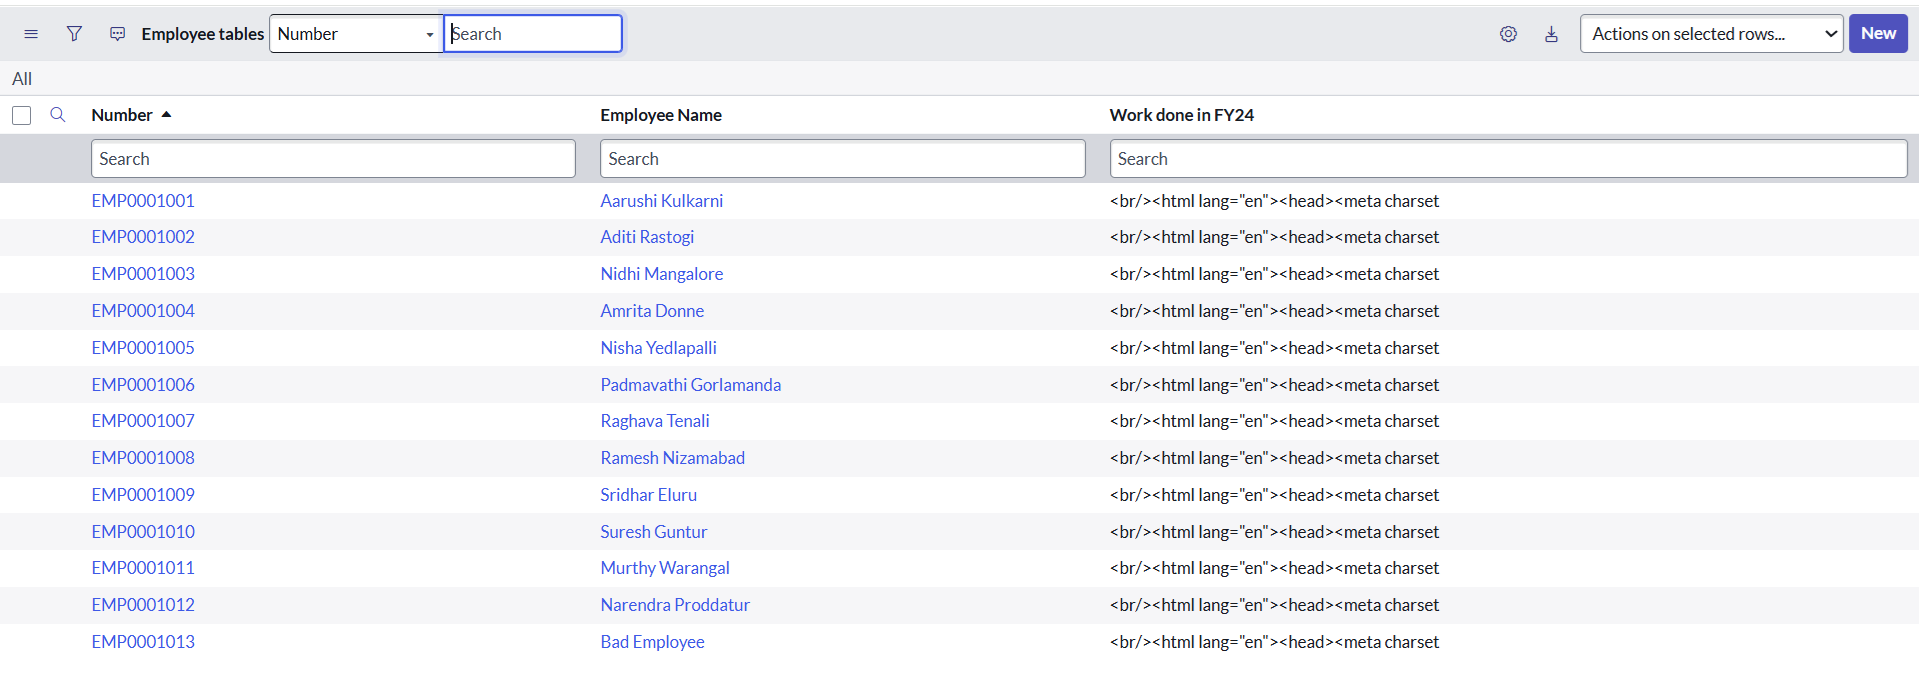 Employee tables Number Search Actions on selected rows... New
All
Number Employee Name Work done in FY24
Search Search Search
EMP0001001 Aarushi Kulkarni <br/><html lang="en"><head><meta charset
EMP0001002 Aditi Rastogi <br/><html lang="en"><head><meta charset
EMP0001003 Nidhi Mangalore <br/><html lang="en"><head><meta charset
EMP0001004 Amrita Donne <br/><html lang="en"><head><meta charset
EMP0001005 Nisha Yedlapalli <br/><html lang="en"><head><meta charset
EMP0001006 Padmavathi Gorlamanda <br/><html lang="en"><head><meta charset
EMP0001007 Raghava Tenali <br/><html lang="en"><head><meta charset
EMP0001008 Ramesh Nizamabad <br/><html lang="en"><head><meta charset
EMP0001009 Sridhar Eluru <br/><html lang="en"><head><meta charset
EMP0001010 Suresh Guntur <br/><html lang="en"><head><meta charset
EMP0001011 Murthy Warangal <br/><html lang="en"><head><meta charset
EMP0001012 Narendra Proddatur <br/><html lang="en"><head><meta charset
EMP0001013 Bad Employee <br/><html lang="en"><head><meta charset